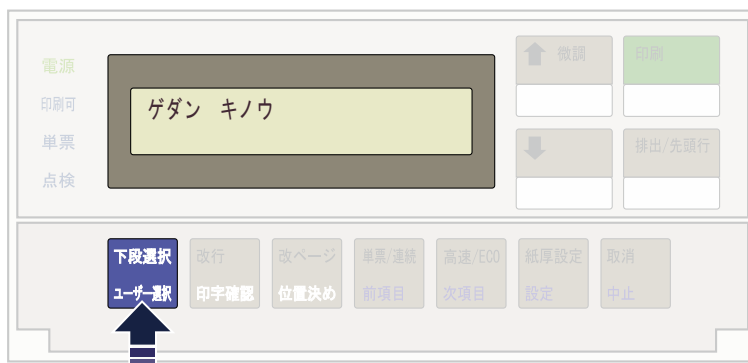 電源
印刷可
単票
点検
ゲダン キノウ
微調
印刷
排出/先頭行
下段選択
ユーザー選択
改行
印字確認
改ページ
位置決め
単票/連続
前項目
高速/ECO
次項目
紙厚設定
設定
取消
中止